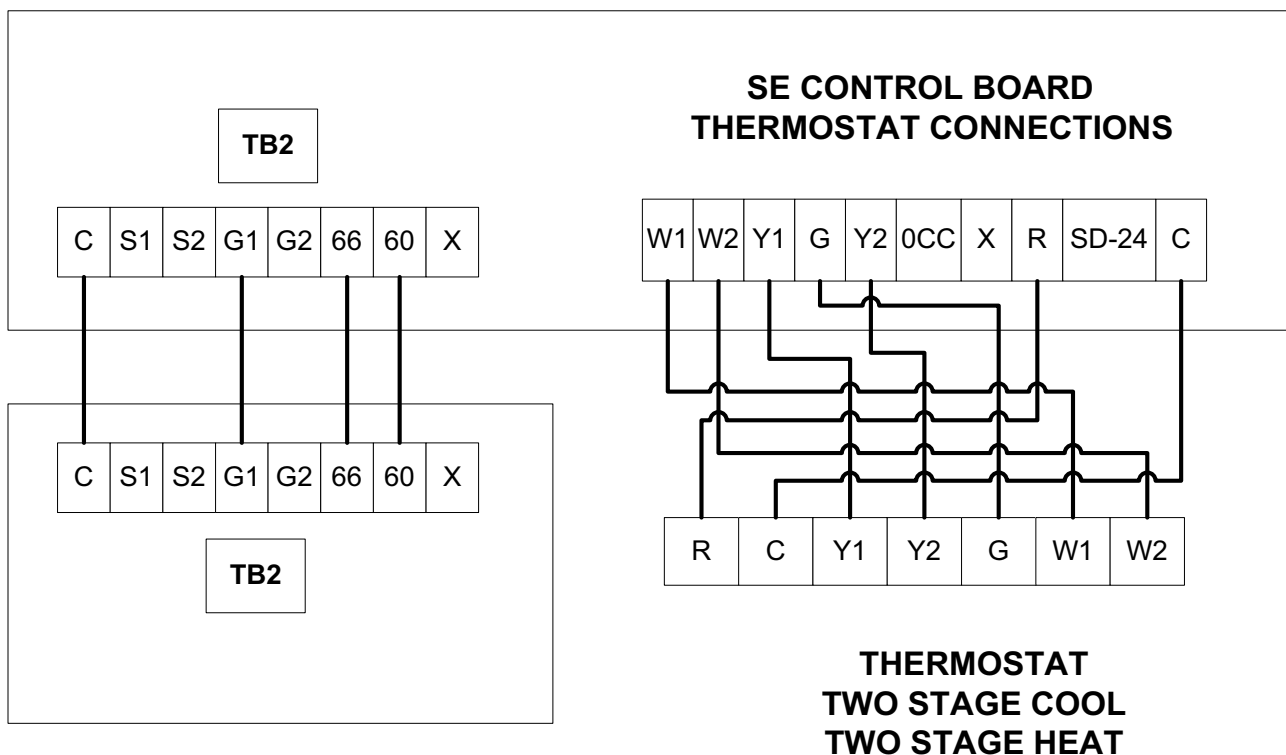 SE CONTROL BOARD
THERMOSTAT CONNECTIONS
TB2
C S1 S2 G1 G2 66 60 X
W1 W2 Y1 G Y2 0CC X R SD-24 C
C S1 S2 G1 G2 66 60 X
TB2
R C Y1 Y2 G W1 W2
THERMOSTAT
TWO STAGE COOL
TWO STAGE HEAT